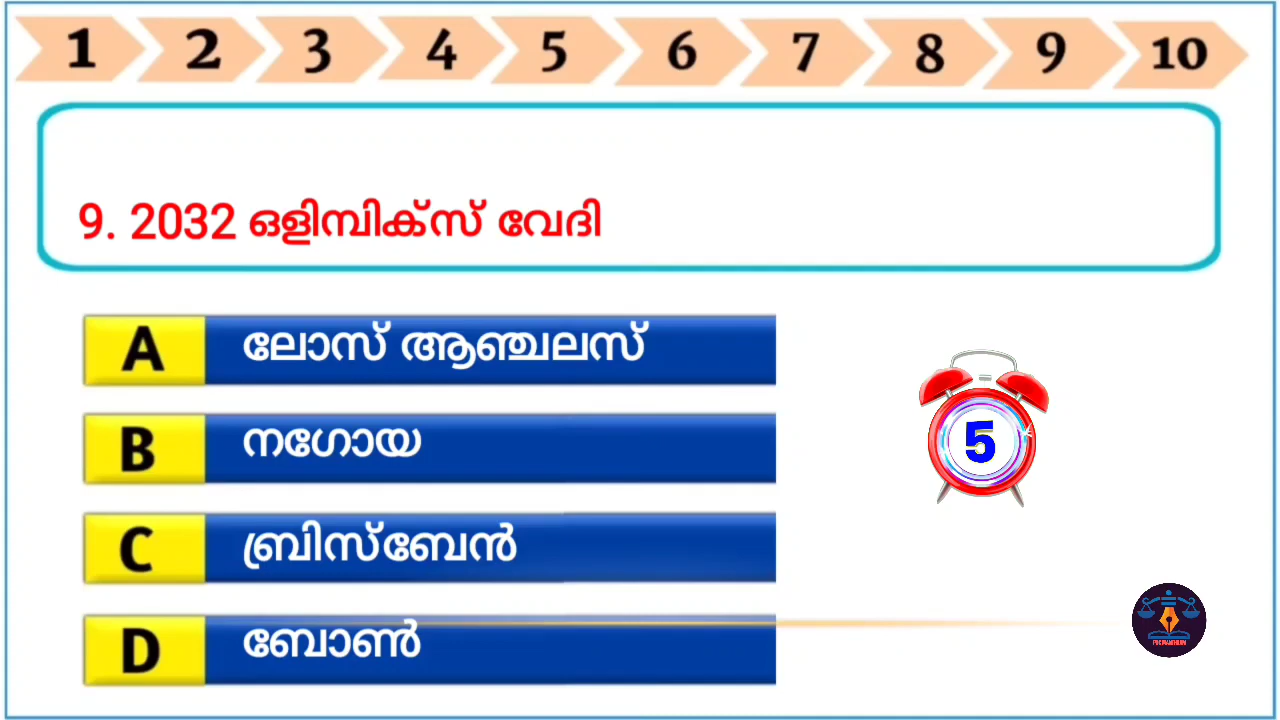 1 2 3 4 5 6 7 8 9 10
9. 2032 ഒളിമ്പിക്സ് വേദി
A ലോസ് ആഞ്ചലസ്
B നഗോയ
5
C ബ്രിസ്ബേൻ
D ബോൺ